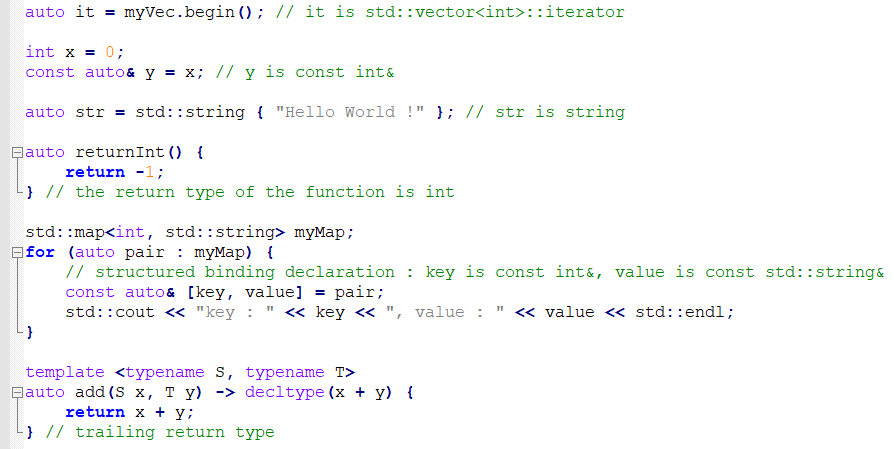 auto it = myVec.begin(); // it is std::vector<int>::iterator
int x = 0;
const auto& y = x; // y is const int&
auto str = std::string { "Hello World !" }; // str is string
auto returnInt() {
    return -1;
} // the return type of the function is int
std::map<int, std::string> myMap;
for (auto pair : myMap) {
    // structured binding declaration : key is const int&, value is const std::string&
    const auto& [key, value] = pair;
    std::cout << "key : " << key << ", value : " << value << std::endl;
}
template <typename S, typename T>
auto add(S x, T y) -> decltype(x + y) {
    return x + y;
} // trailing return type